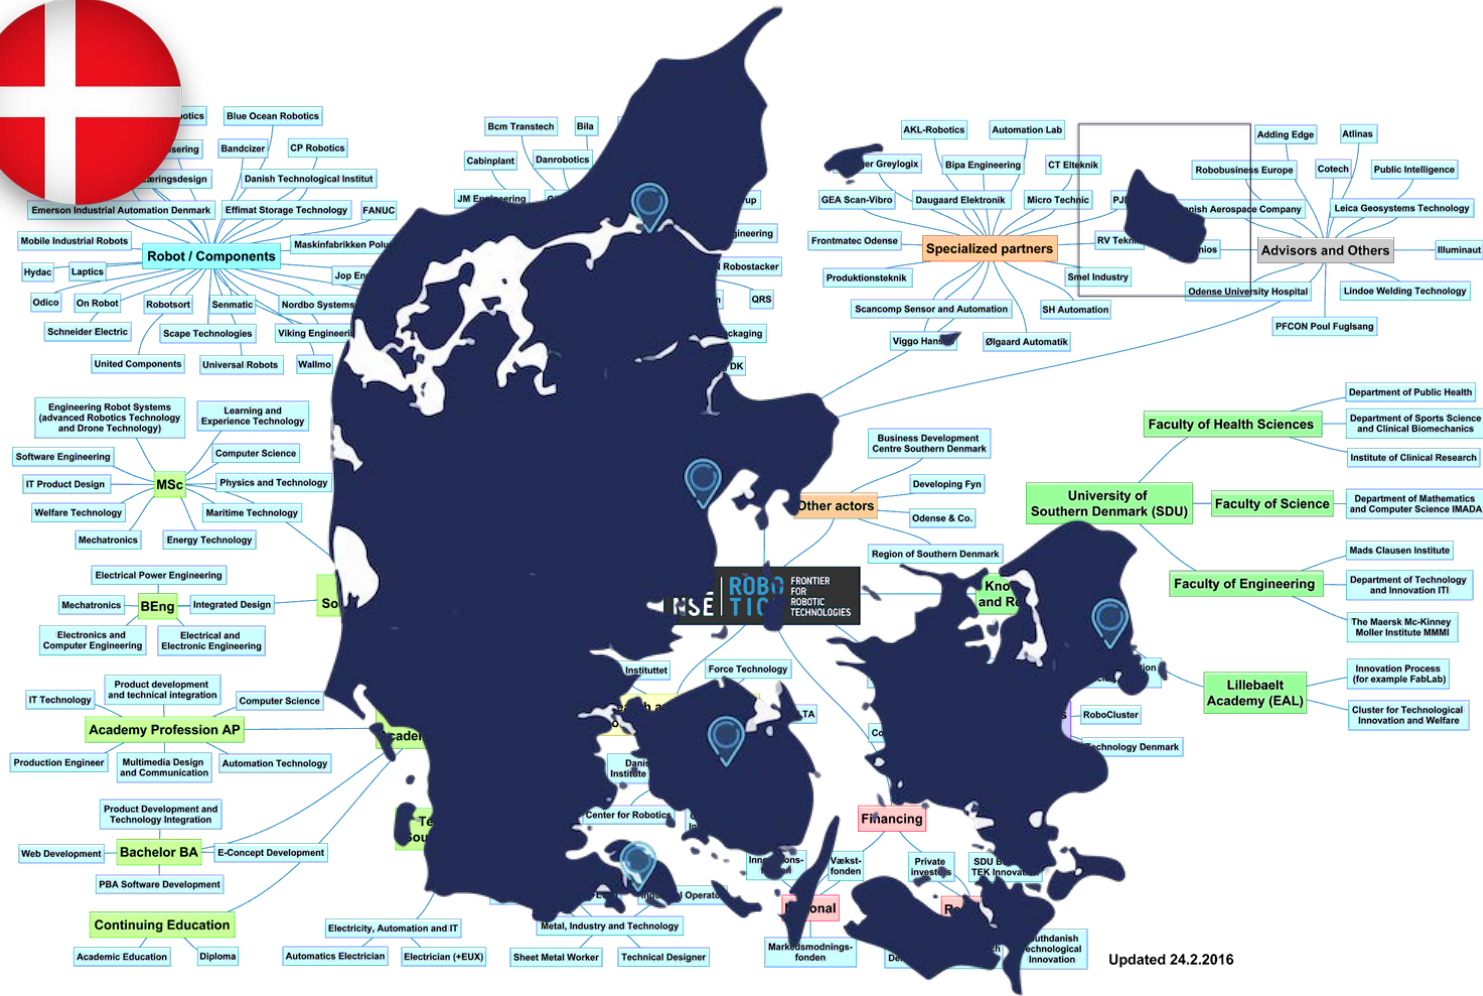 Blue Ocean Robotics
Bandcizer
CP Robotics
Danish Technological Institut
Emerson Industrial Automation Denmark
Effimat Storage Technology
FANUC
Mobile Industrial Robots
Robot / Components
Maskinfabrikken
Hydac
Laptics
Jop
Odico
On Robot
Robotsort
Senmatic
Nordbo Systems
Schneider Electric
Scape Technologies
Viking
United Components
Universal Robots
Wallmo
Bcm Transtech
Bila
Cabinplant
Danrobotics
JM
Robostacker
QRS
DK
AKL-Robotics
Automation Lab
Greylogix
Bipa Engineering
CT Elteknik
GEA Scan-Vibro
Daugaard Elektronik
Micro Technic
Frontmatec Odense
Specialized partners
RV
Produktionsteknik
Smel Industry
Scancomp Sensor and Automation
SH Automation
Viggo
Ølgaard Automatik
Adding Edge
Atlinas
Robobusiness Europe
Cotech
Public Intelligence
Aerospace Company
Leica Geosystems Technology
Advisors and Others
Illuminaut
Odense University Hospital
Lindoe Welding Technology
PFCON Poul Fuglsang
Engineering Robot Systems
(advanced Robotics Technology
and Drone Technology)
Learning and
Experience Technology
Software Engineering
Computer Science
IT Product Design
MSc
Physics and Technology
Welfare Technology
Maritime Technology
Mechatronics
Energy Technology
Electrical Power Engineering
Mechatronics
BEng
Integrated Design
Electronics and
Computer Engineering
Electrical and
Electronic Engineering
IT Technology
Product development
and technical integration
Computer Science
Academy Profession AP
Production Engineer
Multimedia Design
and Communication
Automation Technology
Product Development and
Technology Integration
Web Development
Bachelor BA
E-Concept Development
PBA Software Development
Continuing Education
Academic Education
Diploma
Electricity, Automation and IT
Automatics Electrician
Electrician (+EUX)
Metal, Industry and Technology
Sheet Metal Worker
Technical Designer
Business Development
Centre Southern Denmark
Developing Fyn
Other actors
Odense & Co.
Region of Southern Denmark
ROBO
FRONTIER
FOR
ROBOTIC
TECHNOLOGIES
Instituttet
Force Technology
Institute
Center for Robotics
Financing
Vækst-
fonden
Private
SDU
TEK
Markedsmodnings-
fonden
Technological
Innovation
University of
Southern Denmark (SDU)
Faculty of Health Sciences
Department of Public Health
Department of Sports Science
and Clinical Biomechanics
Institute of Clinical Research
Faculty of Science
Department of Mathematics
and Computer Science IMADA
Faculty of Engineering
Mads Clausen Institute
Department of Technology
and Innovation ITI
The Maersk Mc-Kinney
Moller Institute MMMI
Lillebaelt
Academy (EAL)
Innovation Process
(for example FabLab)
Cluster for Technological
Innovation and Welfare
RoboCluster
Technology Denmark
Updated 24.2.2016